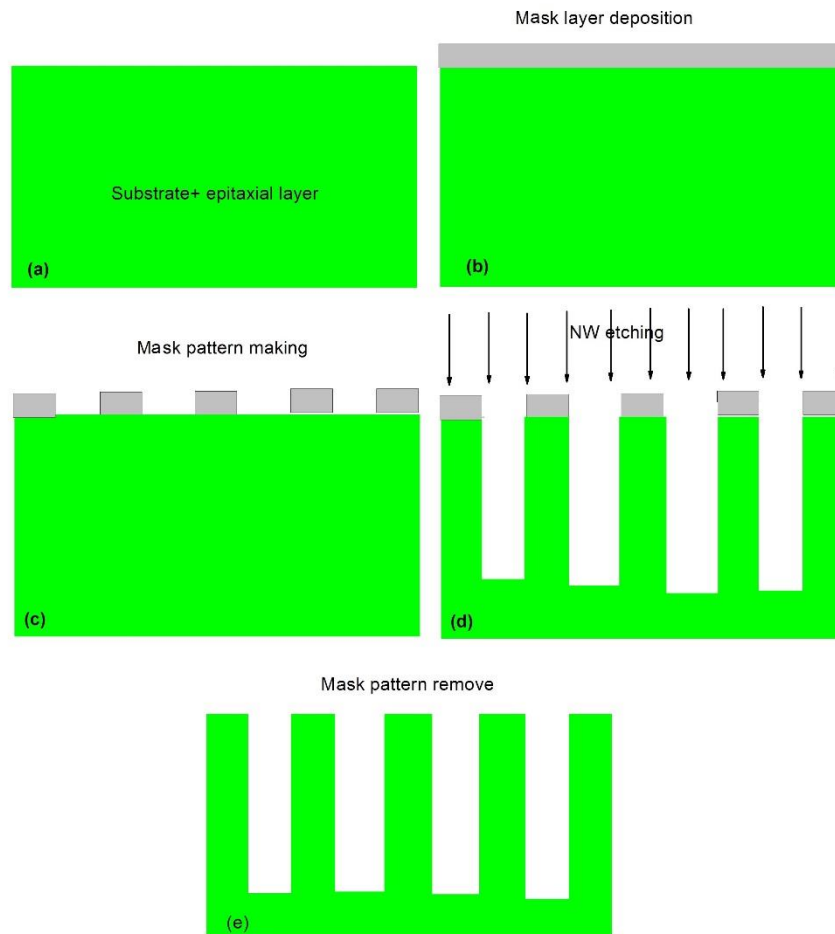 Mask layer deposition
Substrate+ epitaxial layer
(a)
(b)
Mask pattern making
NW etching
(c)
(d)
Mask pattern remove
(e)